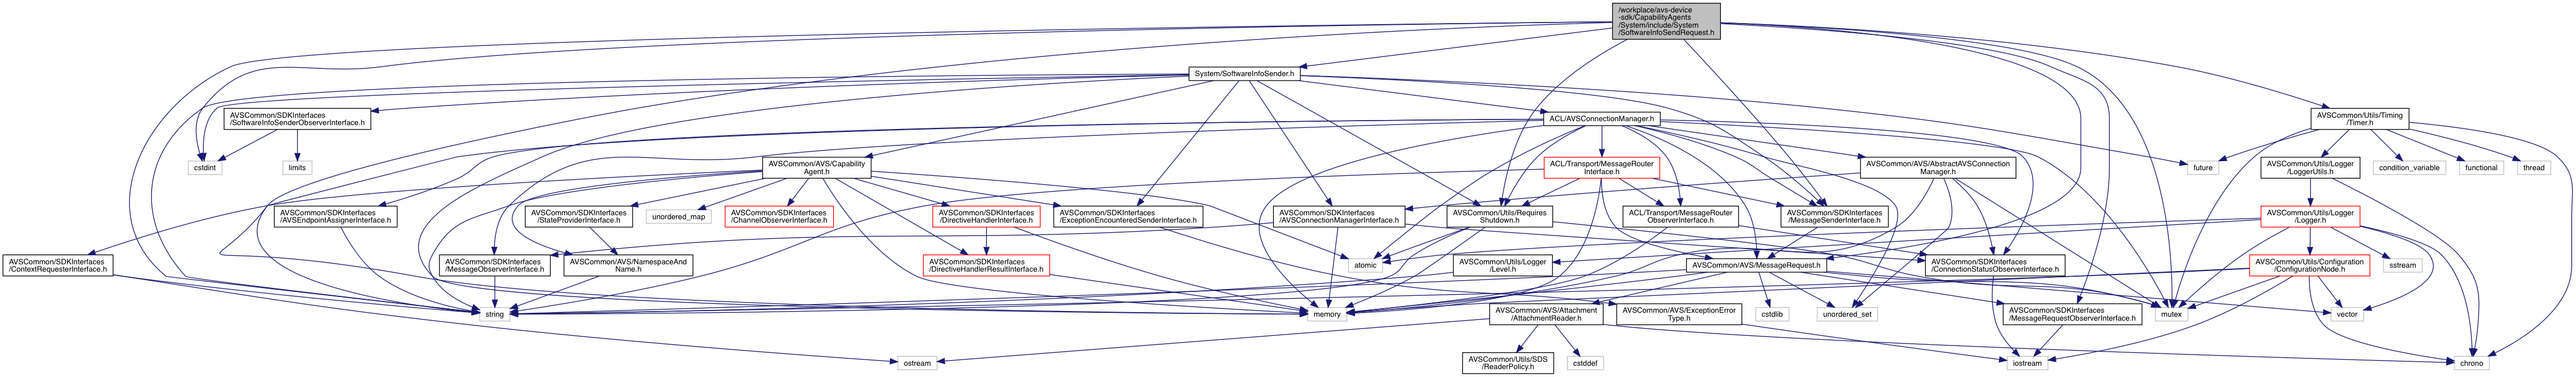 /workplace/avs-device
-sdk/CapabilityAgents
/System/include/System
/SoftwareInfoSendRequest.h
System/SoftwareInfoSender.h
AVSCommon/SDKInterfaces
/SoftwareInfoSenderObserverInterface.h
ACL/AVSConnectionManager.h
AVSCommon/Utils/Timing
/Timer.h
cstdint
limits
AVSCommon/AVS/Capability
Agent.h
ACL/Transport/MessageRouter
Interface.h
AVSCommon/AVS/AbstractAVSConnection
Manager.h
future
AVSCommon/Utils/Logger
/LoggerUtils.h
condition_variable
functional
thread
AVSCommon/SDKInterfaces
/AVSEndpointAssignerInterface.h
AVSCommon/SDKInterfaces
/StateProviderInterface.h
unordered_map
AVSCommon/SDKInterfaces
/ChannelObserverInterface.h
AVSCommon/SDKInterfaces
/DirectiveHandlerInterface.h
AVSCommon/SDKInterfaces
/ExceptionEncounteredSenderInterface.h
AVSCommon/SDKInterfaces
/AVSConnectionManagerInterface.h
AVSCommon/Utils/Requires
Shutdown.h
ACL/Transport/MessageRouter
ObserverInterface.h
AVSCommon/SDKInterfaces
/MessageSenderInterface.h
AVSCommon/Utils/Logger
/Logger.h
AVSCommon/SDKInterfaces
/ContextRequesterInterface.h
AVSCommon/SDKInterfaces
/MessageObserverInterface.h
AVSCommon/AVS/NamespaceAnd
Name.h
AVSCommon/SDKInterfaces
/DirectiveHandlerResultInterface.h
atomic
AVSCommon/Utils/Logger
/Level.h
AVSCommon/AVS/MessageRequest.h
AVSCommon/SDKInterfaces
/ConnectionStatusObserverInterface.h
AVSCommon/Utils/Configuration
/ConfigurationNode.h
sstream
string
memory
AVSCommon/AVS/Attachment
/AttachmentReader.h
AVSCommon/AVS/ExceptionError
Type.h
cstdlib
unordered_set
AVSCommon/SDKInterfaces
/MessageRequestObserverInterface.h
mutex
vector
ostream
AVSCommon/Utils/SDS
/ReaderPolicy.h
cstddef
iostream
chrono